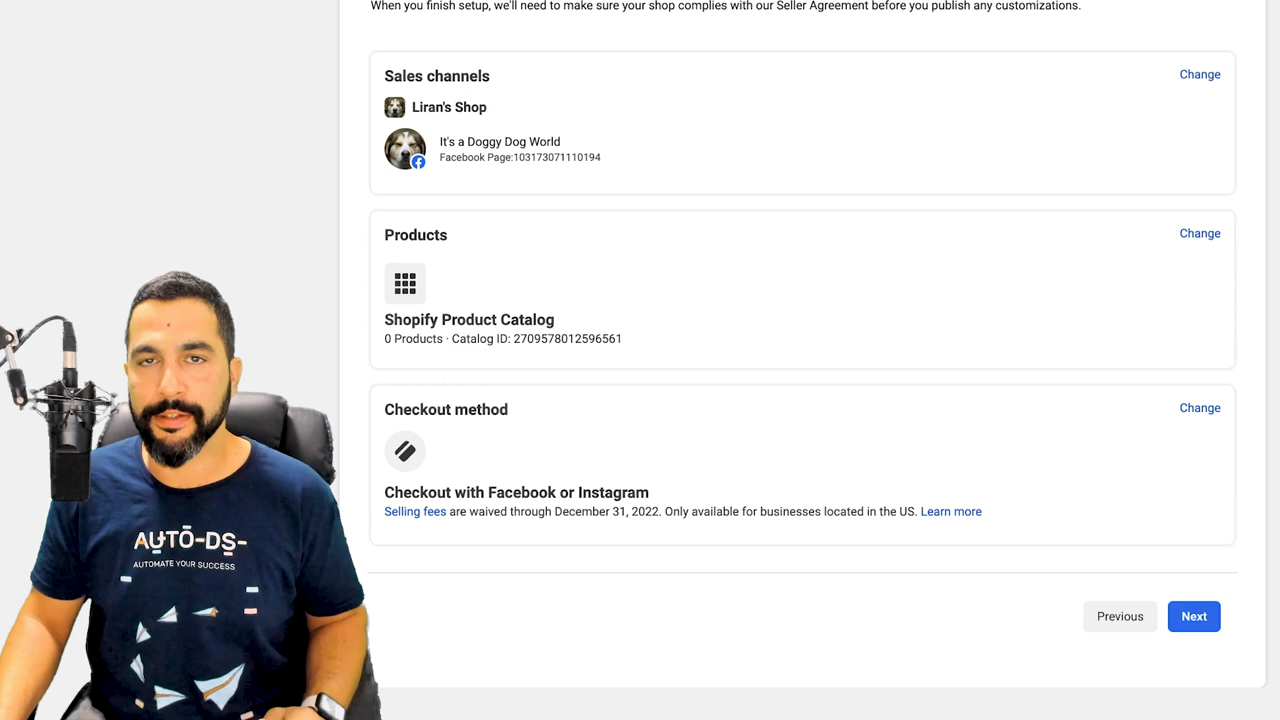 When you finish setup, we'll need to make sure your shop complies with our Seller Agreement before you publish any customizations.
Sales channels
Change
Liran's Shop
It's a Doggy Dog World
Facebook Page:103173071110194
Products
Change
Shopify Product Catalog
0 Products · Catalog ID: 2709578012596561
Checkout method
Change
Checkout with Facebook or Instagram
Selling fees are waived through December 31, 2022. Only available for businesses located in the US. Learn more
Previous
Next
AUTO-DS-
AUTOMATE YOUR SUCCESS